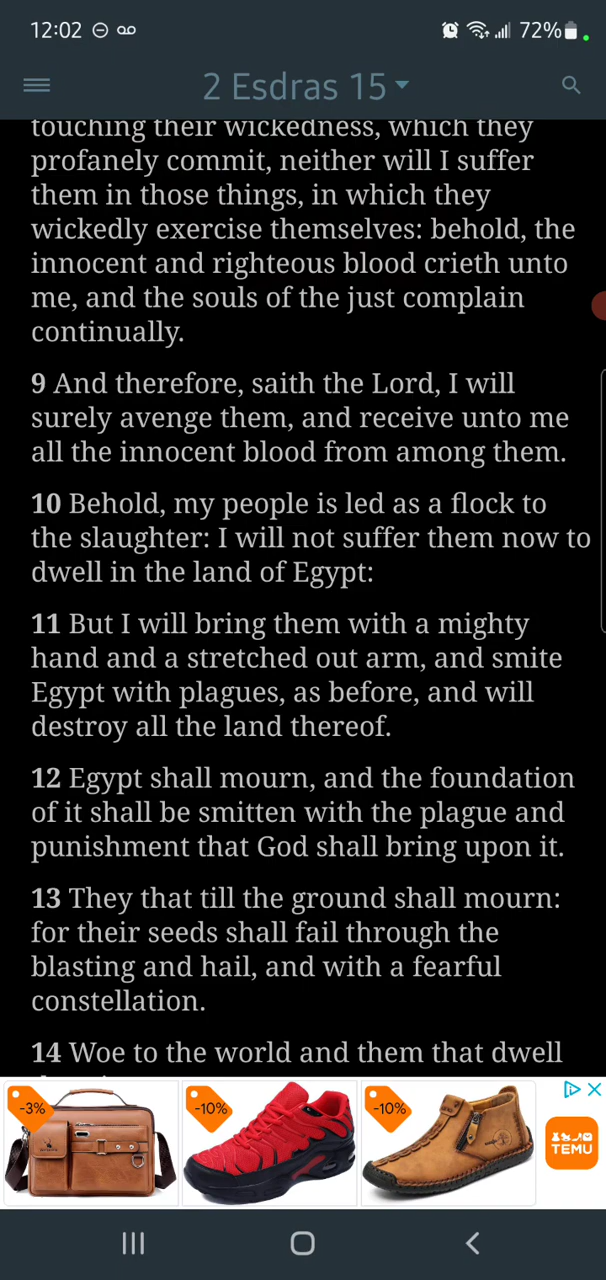 12:02
72%
2 Esdras 15
touching their wickedness, which they
profanely commit, neither will I suffer
them in those things, in which they
wickedly exercise themselves: behold, the
innocent and righteous blood crieth unto
me, and the souls of the just complain
continually.
9 And therefore, saith the Lord, I will
surely avenge them, and receive unto me
all the innocent blood from among them.
10 Behold, my people is led as a flock to
the slaughter: I will not suffer them now to
dwell in the land of Egypt:
11 But I will bring them with a mighty
hand and a stretched out arm, and smite
Egypt with plagues, as before, and will
destroy all the land thereof.
12 Egypt shall mourn, and the foundation
of it shall be smitten with the plague and
punishment that God shall bring upon it.
13 They that till the ground shall mourn:
for their seeds shall fail through the
blasting and hail, and with a fearful
constellation.
14 Woe to the world and them that dwell
-3%
-10%
-10%
TEMU